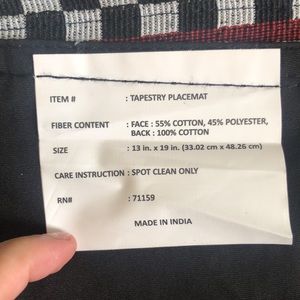 ITEM # : TAPESTRY PLACEMAT
FIBER CONTENT : FACE : 55% COTTON, 45% POLYESTER,
BACK : 100% COTTON
SIZE : 13 in. x 19 in. (33.02 cm x 48.26 cm)
CARE INSTRUCTION : SPOT CLEAN ONLY
RN# : 71159
MADE IN INDIA